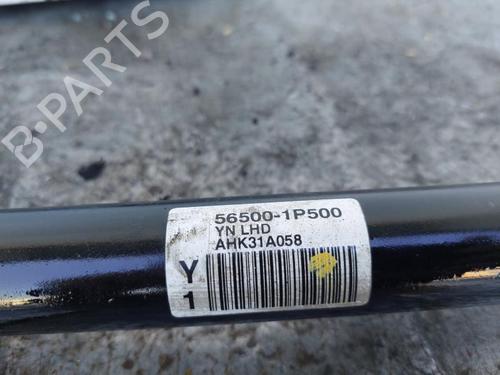 56500-1P500
YN LHD
AHK31A058
Y
1
B-PARTS